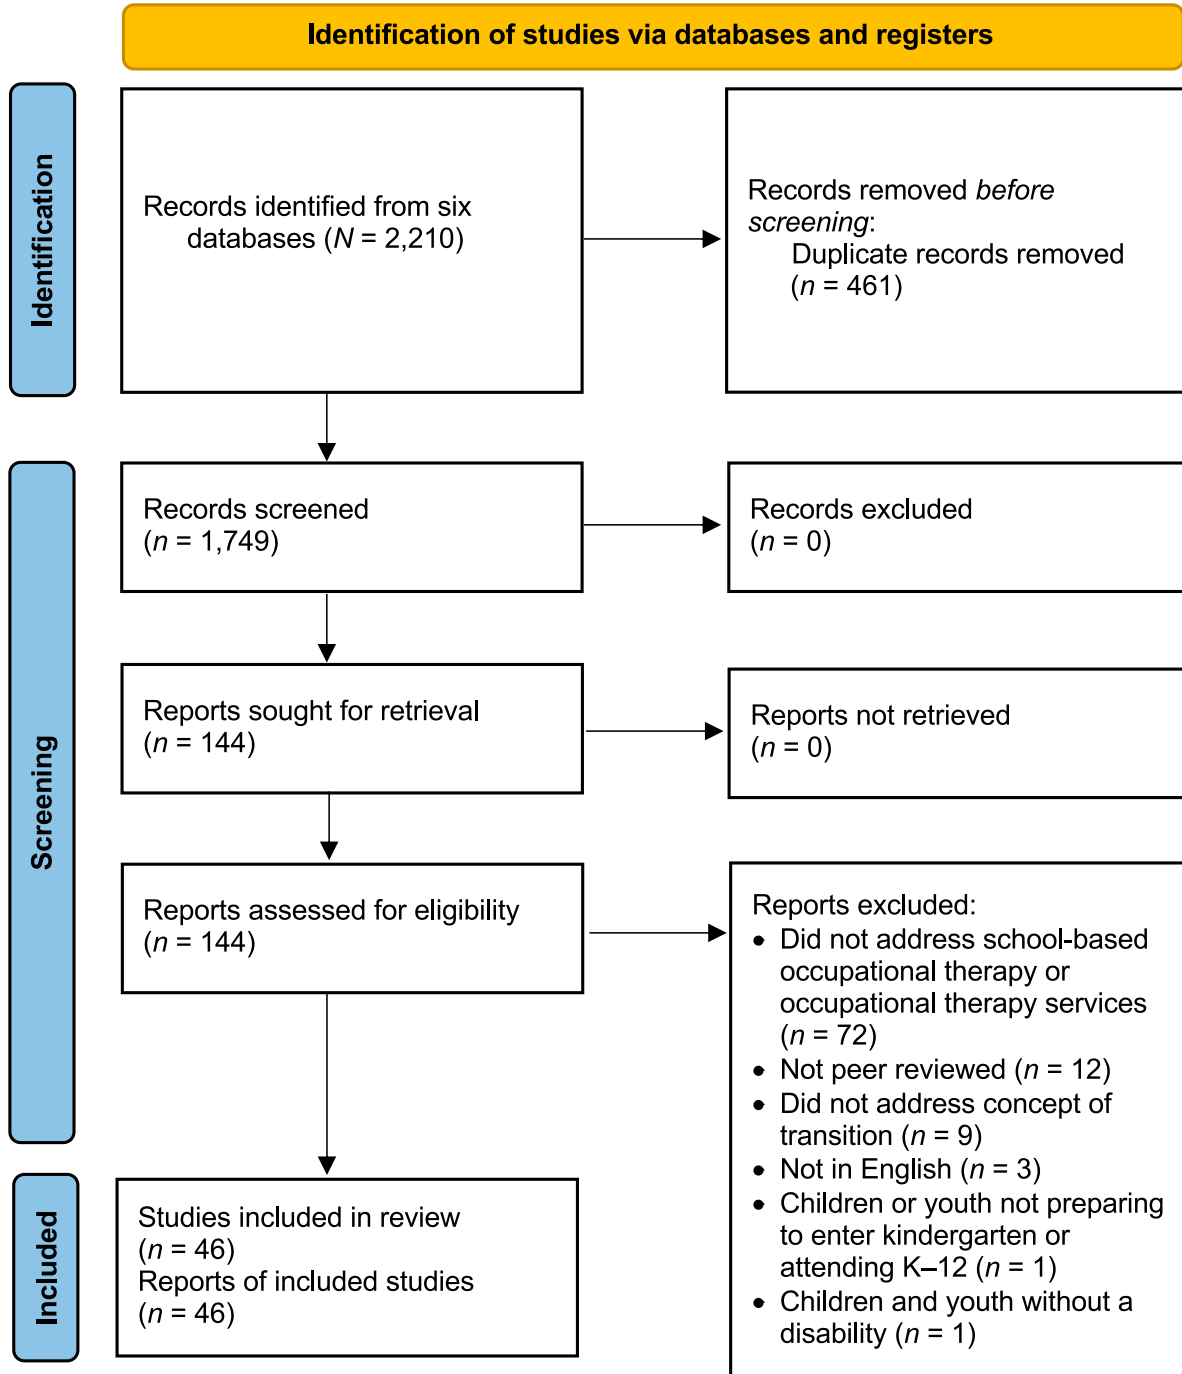 Identification of studies via databases and registers
Identification
Records identified from six
databases (N = 2,210)
Records removed before
screening:
Duplicate records removed
(n = 461)
Screening
Records screened
(n = 1,749)
Records excluded
(n = 0)
Reports sought for retrieval
(n = 144)
Reports not retrieved
(n = 0)
Reports assessed for eligibility
(n = 144)
Reports excluded:
• Did not address school-based
occupational therapy or
occupational therapy services
(n = 72)
• Not peer reviewed (n = 12)
• Did not address concept of
transition (n = 9)
• Not in English (n = 3)
• Children or youth not preparing
to enter kindergarten or
attending K–12 (n = 1)
• Children and youth without a
disability (n = 1)
Included
Studies included in review
(n = 46)
Reports of included studies
(n = 46)